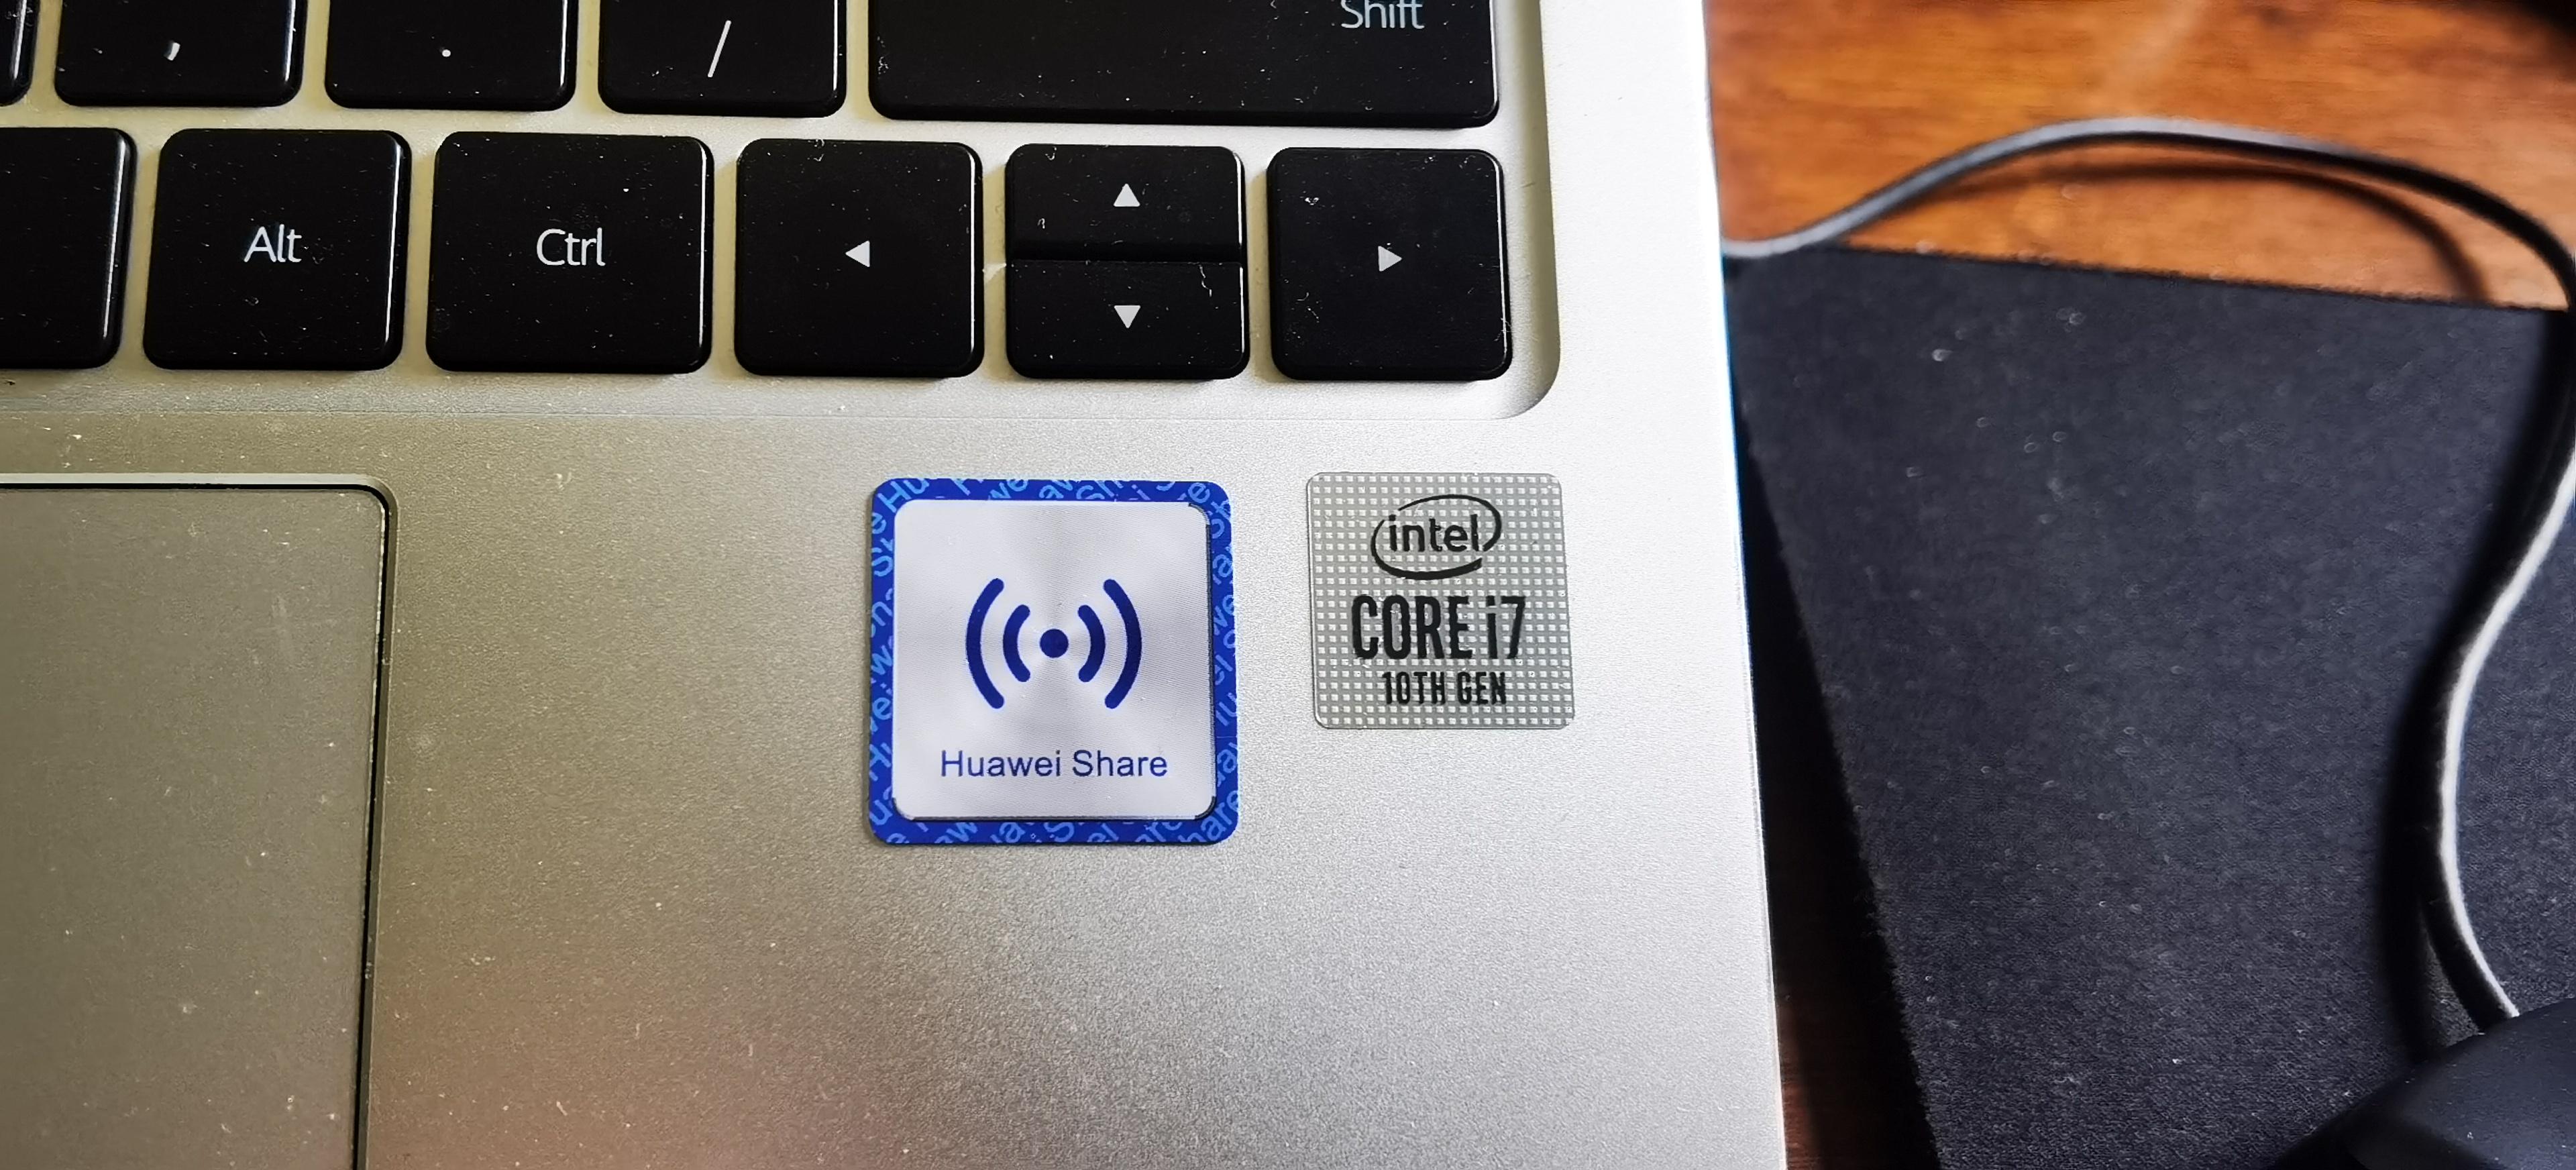 , . / Shift
Alt Ctrl
Huawei Share
intel
CORE i7
10TH GEN